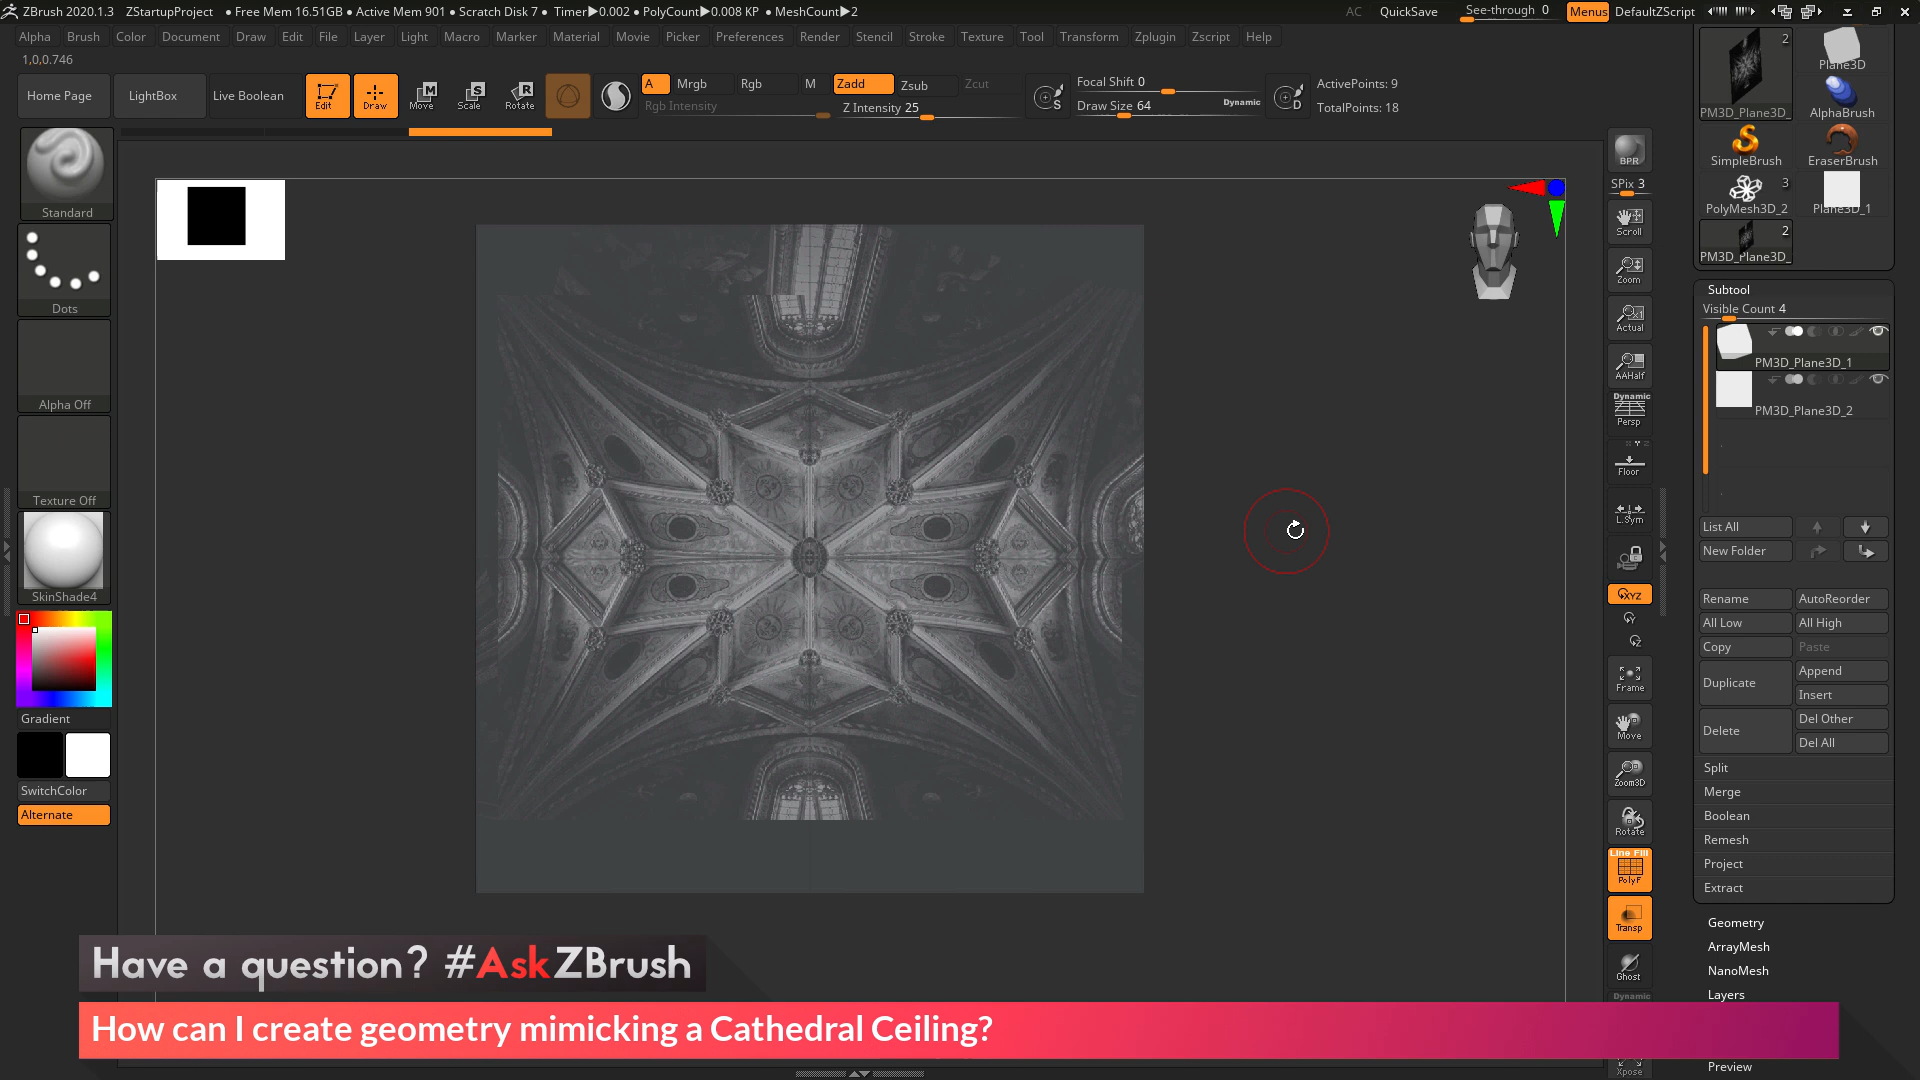 ZBrush 2020.1.3 ZStartupProject • Free Mem 16.51GB • Active Mem 901 • Scratch Disk 7 • Timer▶0.002 • PolyCount▶0.008 KP • MeshCount▶2 AC QuickSave See-through 0 Menus DefaultZScript
Alpha Brush Color Document Draw Edit File Layer Light Macro Marker Material Movie Picker Preferences Render Stencil Stroke Texture Tool Transform Zplugin Zscript Help
1,0,0.746
Home Page LightBox Live Boolean Edit Draw Move Scale Rotate A Mrgb Rgb M Zadd Zsub Zcut Focal Shift 0 ActivePoints: 9
Rgb Intensity Z Intensity 25 Draw Size 64 Dynamic TotalPoints: 18
S D
M S R
Standard
Dots
Alpha Off
Texture Off
SkinShade4
Gradient
SwitchColor
Alternate
BPR
SPix 3
Scroll
Zoom
Actual
AAHalf
Dynamic
Persp
Floor
L.Sym
XYZ
Y
Z
Frame
Move
Zoom3D
Rotate
Line Fill
PolyF
Transp
Ghost
Dynamic
Xpose
2
Plane3D
PM3D_Plane3D_ AlphaBrush
SimpleBrush EraserBrush
3
PolyMesh3D_2 Plane3D_1
2
PM3D_Plane3D_
Subtool
Visible Count 4
PM3D_Plane3D_1
PM3D_Plane3D_2
List All
New Folder
Rename AutoReorder
All Low All High
Copy Paste
Duplicate Append
Insert
Delete Del Other
Del All
Split
Merge
Boolean
Remesh
Project
Extract
Geometry
ArrayMesh
NanoMesh
Layers
Preview
Have a question? #AskZBrush
How can I create geometry mimicking a Cathedral Ceiling?